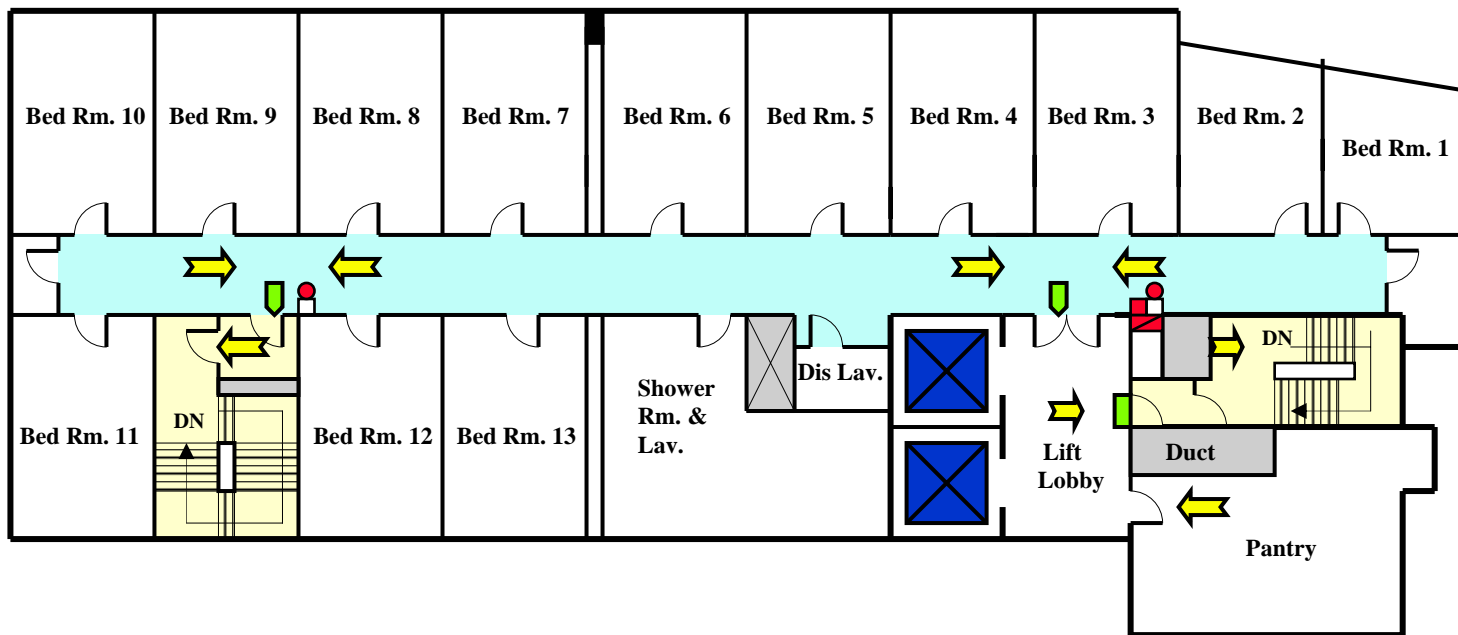 Bed Rm. 10
Bed Rm. 9
Bed Rm. 8
Bed Rm. 7
Bed Rm. 6
Bed Rm. 5
Bed Rm. 4
Bed Rm. 3
Bed Rm. 2
Bed Rm. 1
DN
Dis Lav.
Shower
Rm. &
Lav.
DN
Bed Rm. 11
Bed Rm. 12
Bed Rm. 13
Lift
Lobby
Duct
Pantry